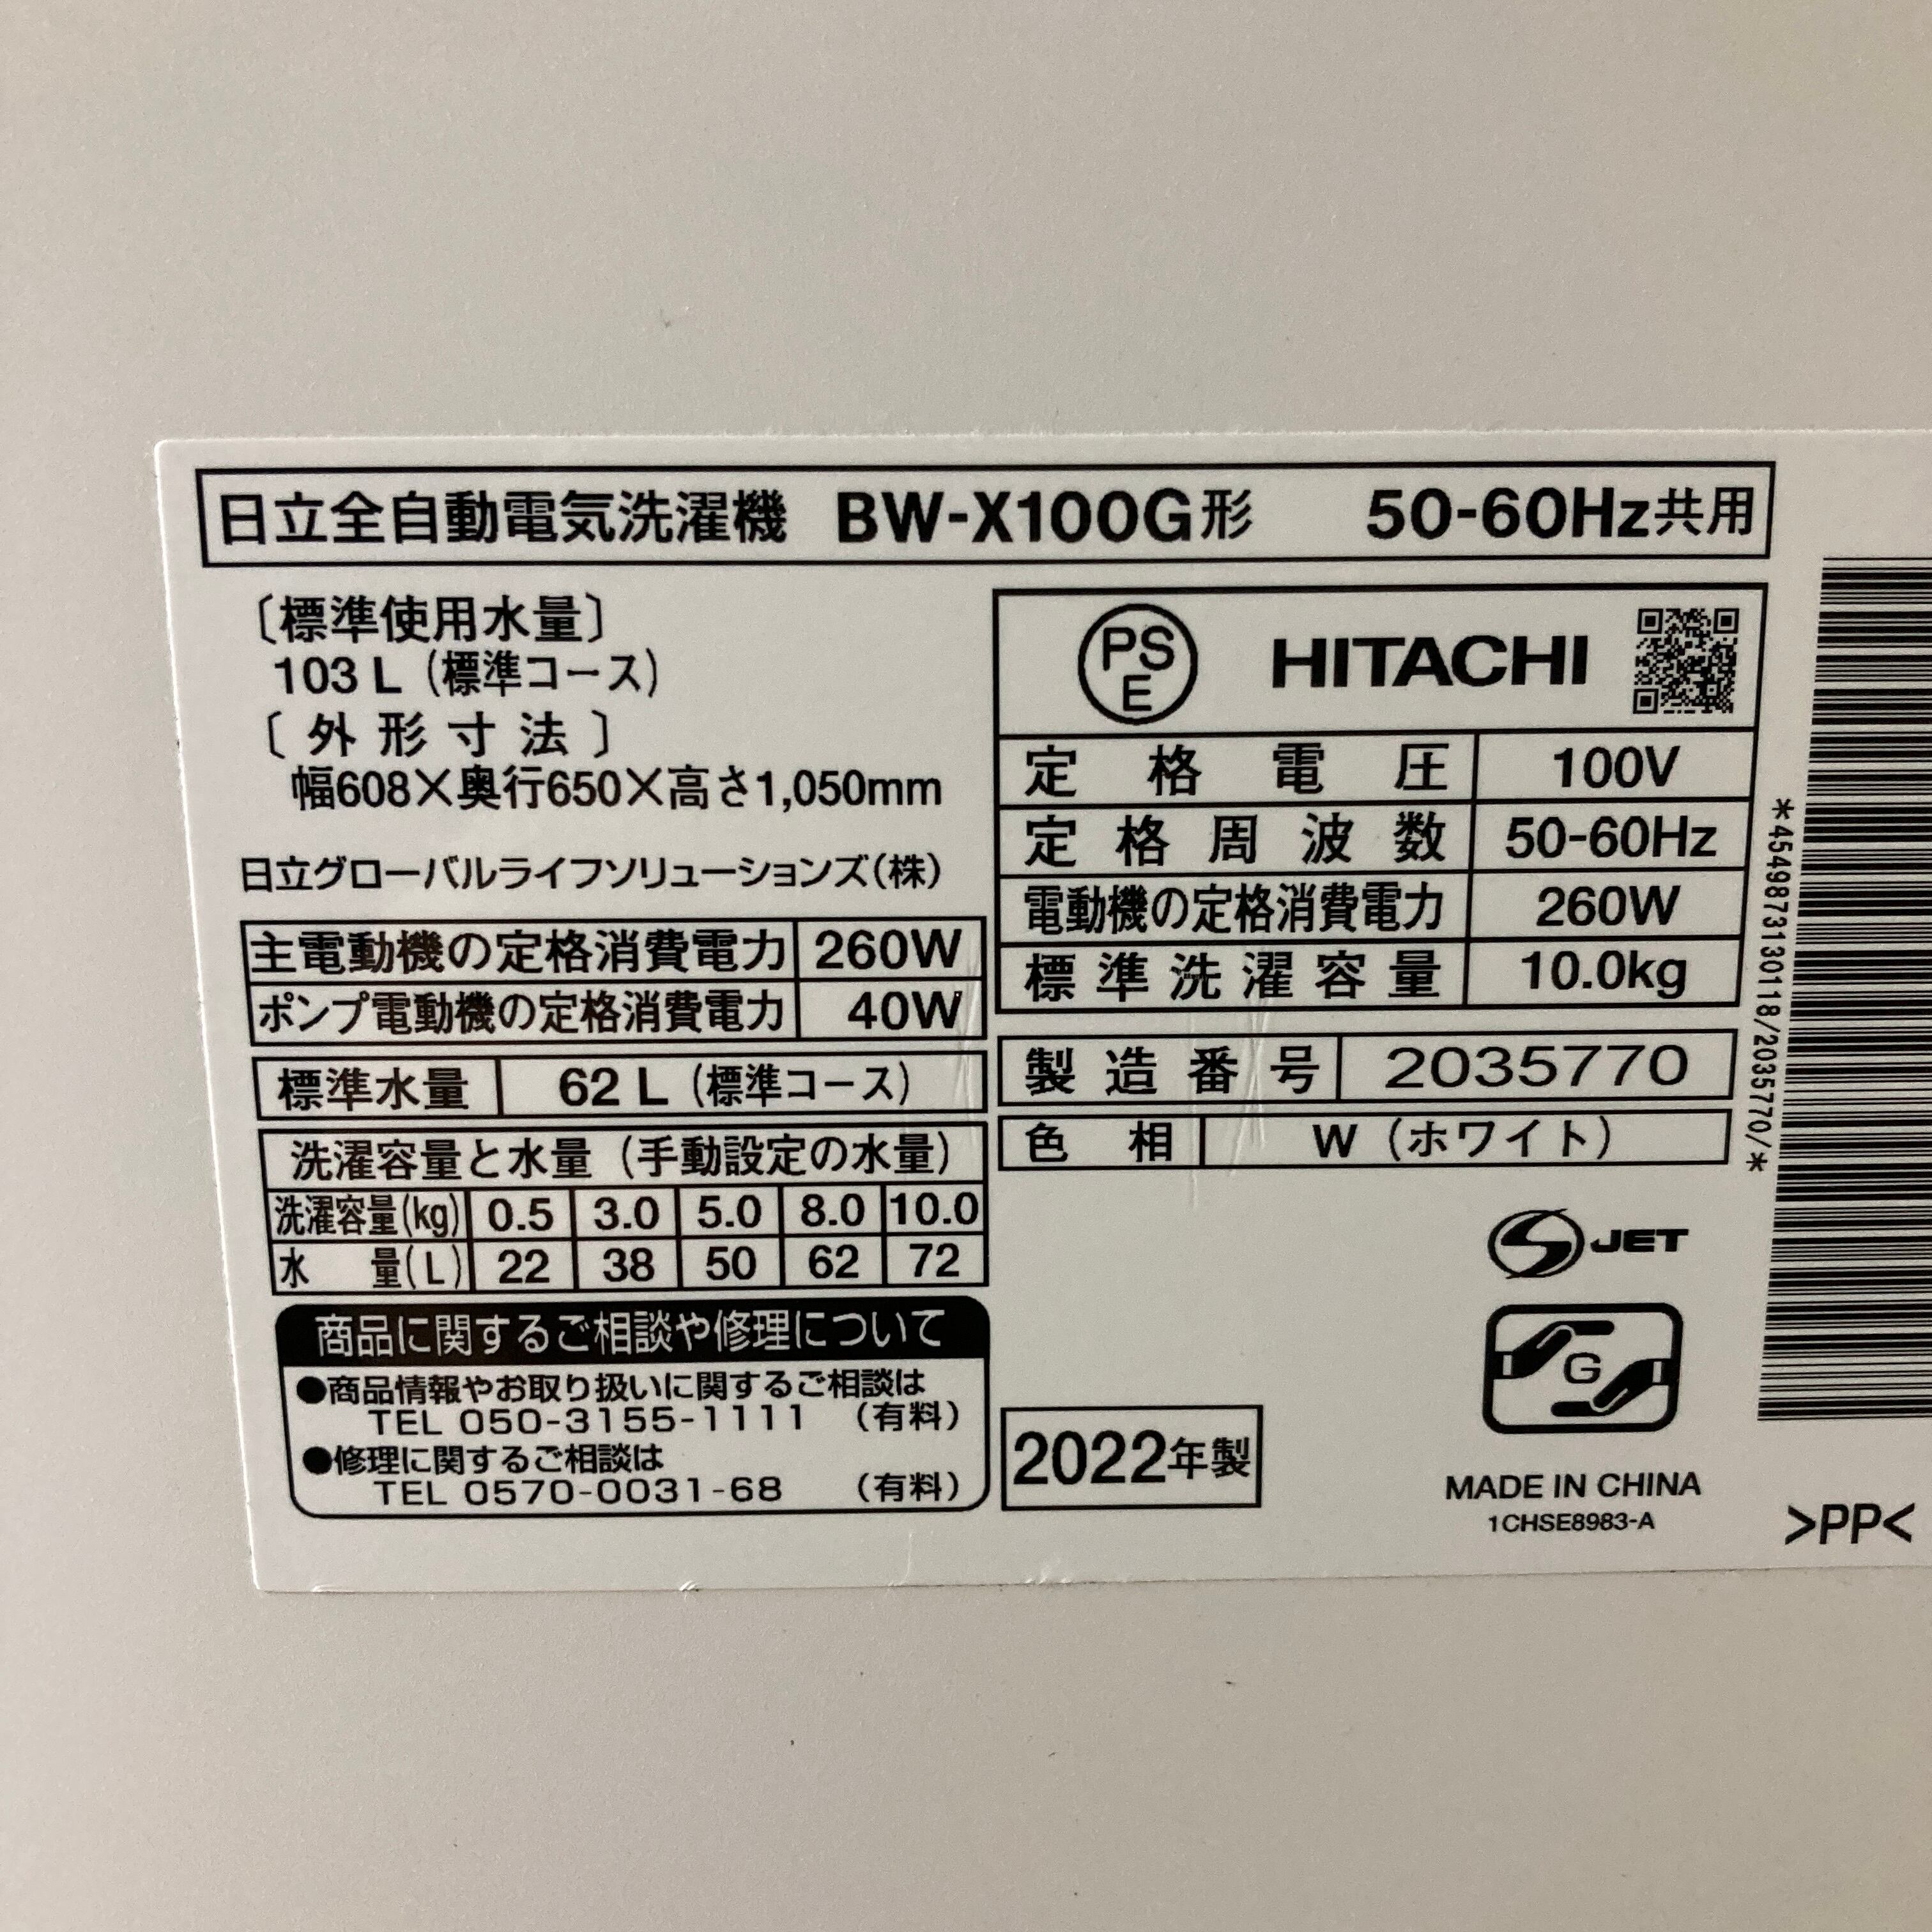 日立全自動電気洗濯機 BW-X100G形 50-60Hz共用
〔標準使用水量〕
103 L (標準コース)
〔外形寸法〕
幅608×奥行650×高さ1,050mm
日立グローバルライフソリューションズ(株)
主電動機の定格消費電力 260W
ポンプ電動機の定格消費電力 40W
標準水量 62 L (標準コース)
洗濯容量と水量 (手動設定の水量)
洗濯容量(kg) 0.5 3.0 5.0 8.0 10.0
水 量(L) 22 38 50 62 72
商品に関するご相談や修理について
●商品情報やお取り扱いに関するご相談は
TEL 050-3155-1111 (有料)
●修理に関するご相談は
TEL 0570-0031-68 (有料)
PS
E
HITACHI
定格電圧 100V
定格周波数 50-60Hz
電動機の定格消費電力 260W
標準洗濯容量 10.0kg
製造番号 2035770
色相 W (ホワイト)
S JET
G
2022年製
MADE IN CHINA
1CHSE8983-A
*4549873130118/2035770/*
>PP<